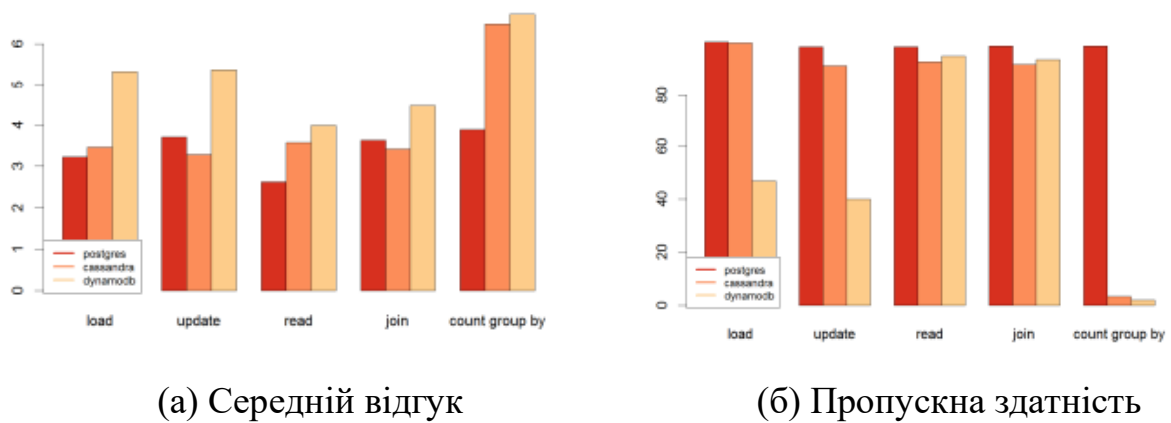 6
5
4
3
2
1
0
postgres
cassandra
dynamodb
load update read join count group by
80
60
40
20
0
postgres
cassandra
dynamodb
load update read join count group by
(а) Середній відгук
(б) Пропускна здатність